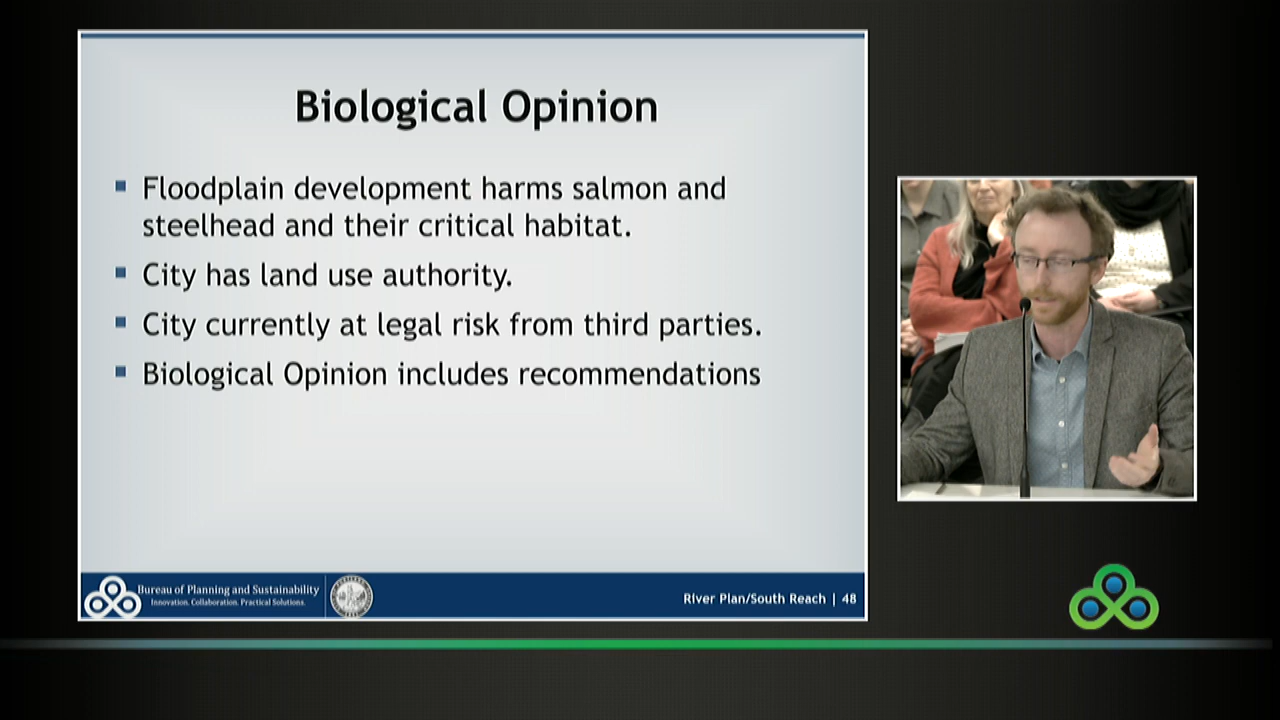 Biological Opinion
Floodplain development harms salmon and
steelhead and their critical habitat.
City has land use authority.
City currently at legal risk from third parties.
Biological Opinion includes recommendations
Bureau of Planning and Sustainability
Innovation. Collaboration. Practical Solutions.
River Plan/South Reach | 48